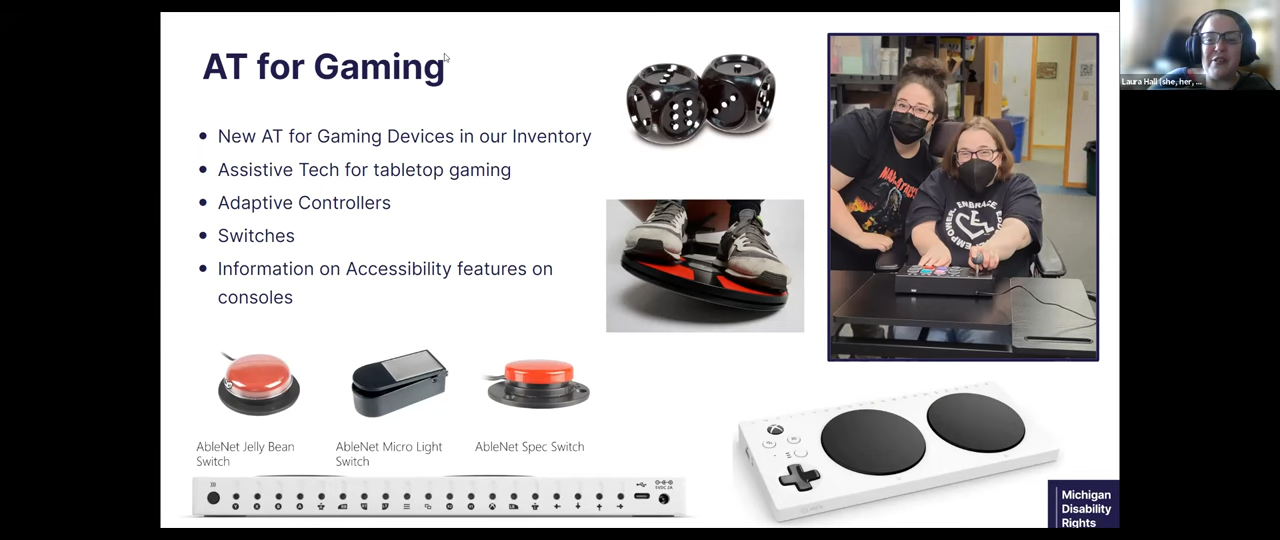 AT for Gaming
New AT for Gaming Devices in our Inventory
Assistive Tech for tabletop gaming
Adaptive Controllers
Switches
Information on Accessibility features on
consoles
AbleNet Jelly Bean
Switch
AbleNet Micro Light
Switch
AbleNet Spec Switch
EMBRACE
EMPOWER
Michigan
Disability
Rights
Laura Hall (she, her, ...